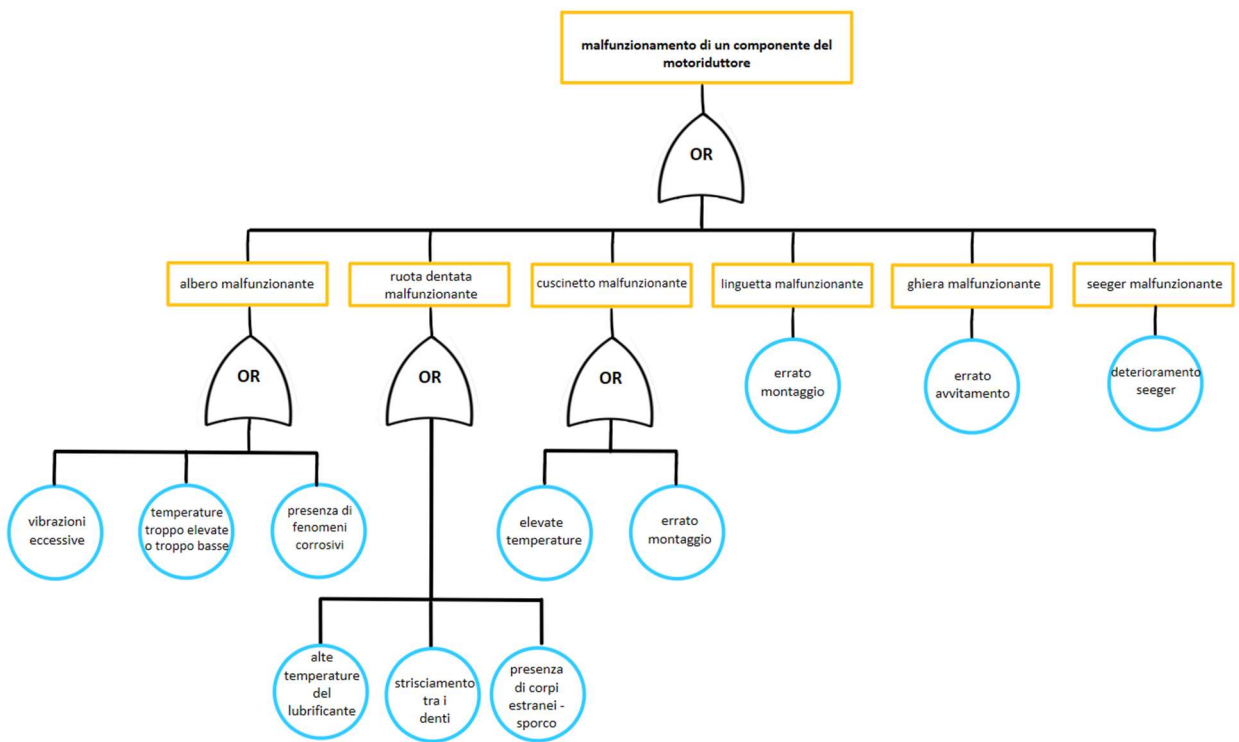 malfunzionamento di un componente del
motoriduttore
OR
albero malfunzionante
ruota dentata
malfunzionante
cuscinetto malfunzionante
linguetta malfunzionante
ghiera malfunzionante
seeger malfunzionante
OR
OR
OR
errato
montaggio
errato
avvitamento
deterioramento
seeger
vibrazioni
eccessive
temperature
troppo elevate
o troppo basse
presenza di
fenomeni
corrosivi
elevate
temperature
errato
montaggio
alte
temperature
del
lubrificante
strisciamento
tra i
denti
presenza
di corpi
estranei -
sporco